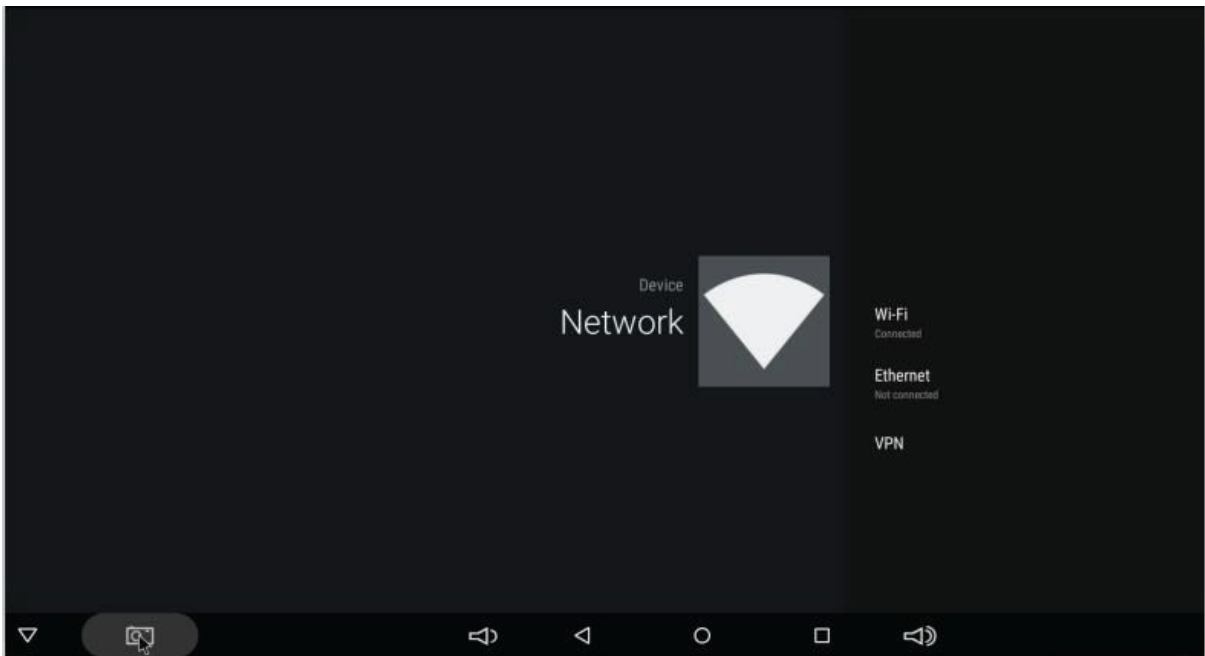 Device
Network
Wi-Fi
Connected
Ethernet
Not connected
VPN